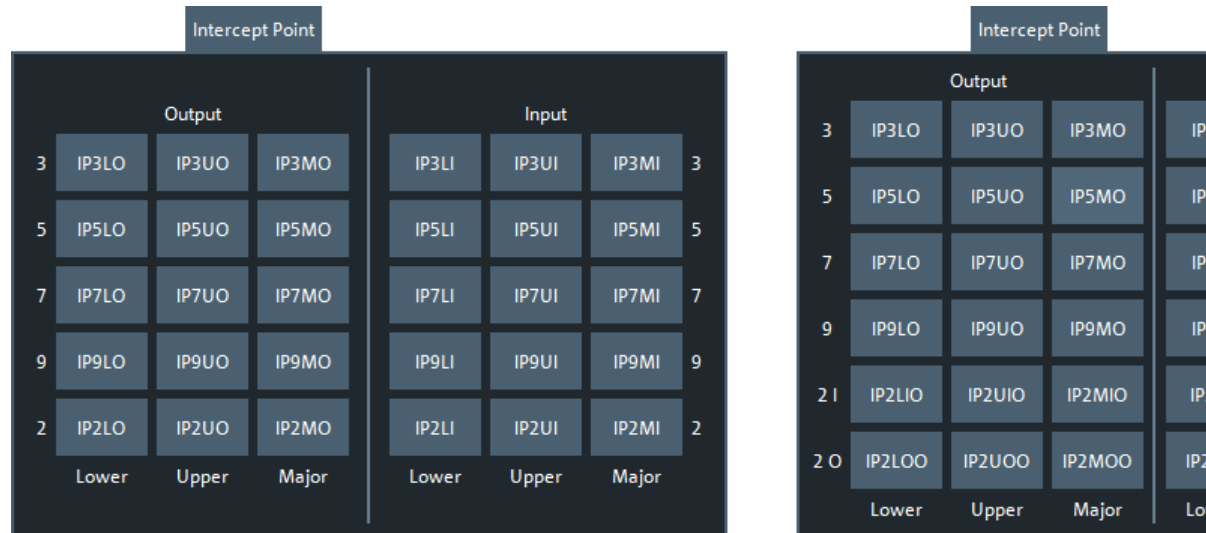 Intercept Point
Output Input
3 IP3LO IP3UO IP3MO IP3LI IP3UI IP3MI 3
5 IP5LO IP5UO IP5MO IP5LI IP5UI IP5MI 5
7 IP7LO IP7UO IP7MO IP7LI IP7UI IP7MI 7
9 IP9LO IP9UO IP9MO IP9LI IP9UI IP9MI 9
2 IP2LO IP2UO IP2MO IP2LI IP2UI IP2MI 2
Lower Upper Major Lower Upper Major
Intercept Point
Output
3 IP3LO IP3UO IP3MO
5 IP5LO IP5UO IP5MO
7 IP7LO IP7UO IP7MO
9 IP9LO IP9UO IP9MO
2 I IP2LIO IP2UIO IP2MIO
2 O IP2LOO IP2UOO IP2MOO
Lower Upper Major